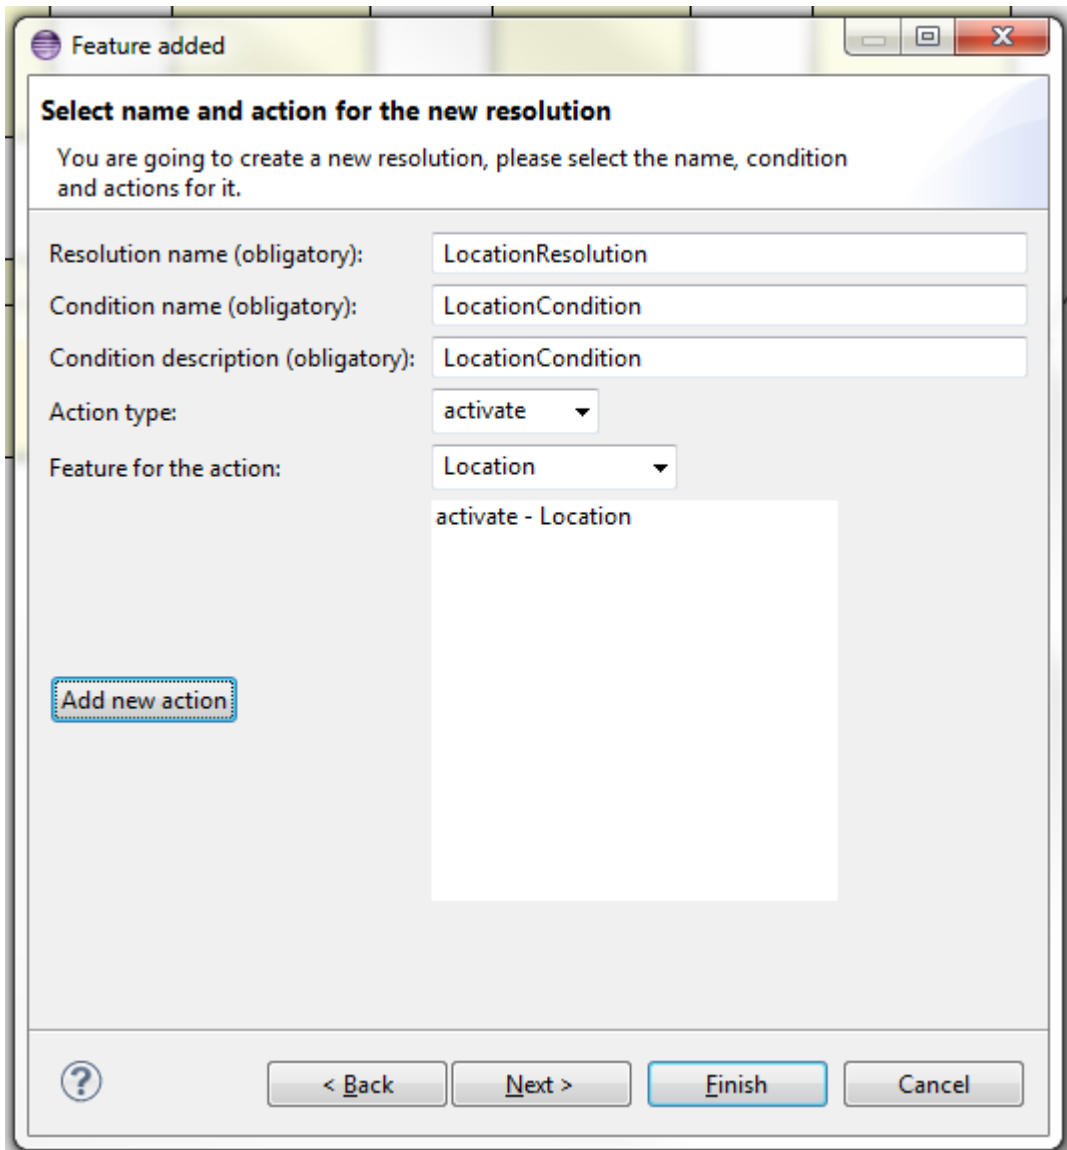 Feature added
Select name and action for the new resolution
You are going to create a new resolution, please select the name, condition
and actions for it.
Resolution name (obligatory): LocationResolution
Condition name (obligatory): LocationCondition
Condition description (obligatory): LocationCondition
Action type: activate
Feature for the action: Location
activate - Location
Add new action
? < Back Next > Finish Cancel